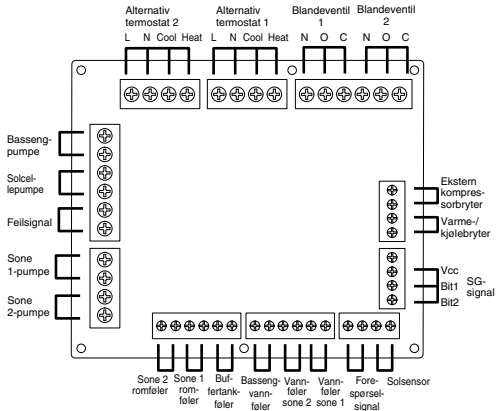 Alternativ
termostat 2
L N Cool Heat
Alternativ
termostat 1
L N Cool Heat
Blandeventil
1
N O C
Blandeventil
2
N O C
Basseng-
pumpe
Solcel-
lepumpe
Feilsignal
Sone
1-pumpe
Sone
2-pumpe
Ekstern
kompres-
sorbryter
Varme-/
kjølebryter
Vcc
Bit1
Bit2
SG-
signal
Sone 2
romføler
Sone 1
rom-
føler
Buf-
fertank-
føler
Basseng-
vann-
føler
Vann-
føler
sone 2
Vann-
føler
sone 1
Fore-
spørsel-
signal
Solsensor